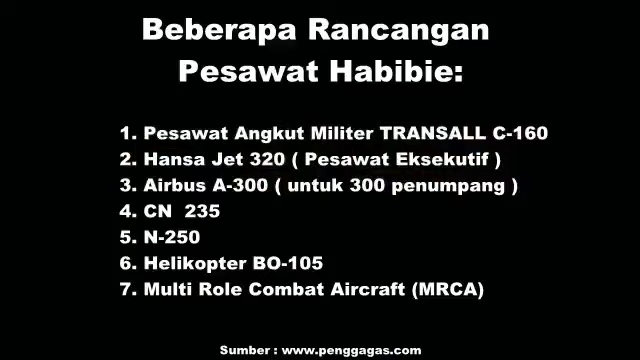 Beberapa Rancangan
Pesawat Habibie:
1. Pesawat Angkut Militer TRANSALL C-160
2. Hansa Jet 320 ( Pesawat Eksekutif )
3. Airbus A-300 ( untuk 300 penumpang )
4. CN  235
5. N-250
6. Helikopter BO-105
7. Multi Role Combat Aircraft (MRCA)
Sumber : www.penggagas.com